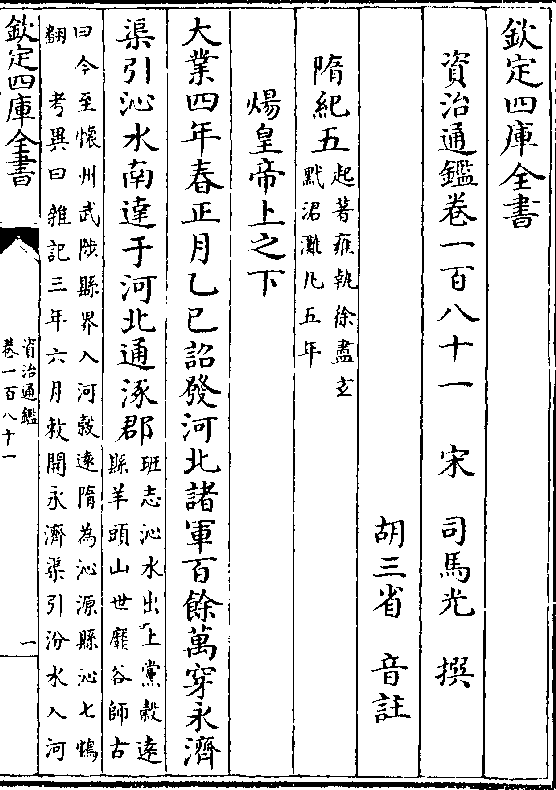 欽定四庫全書
資治通鑑卷一百八十一　宋　司馬光　撰
胡三省　音註
隋紀五起著雍執徐盡玄
黓涒灘凡五年
煬皇帝上之下
大業四年春正月乙巳詔發河北諸軍百餘萬穿永濟
渠引沁水南達于河北通涿郡班志沁水出上黨穀遠
縣羊頭山世靡谷師古
曰今至懷州武陟縣界入河穀遠隋為沁源縣沁七鴆
翻　考異曰雜記三年六月敕開永濟渠引汾水入河
欽定四庫全書
資治通鑑
卷一百八十一
一